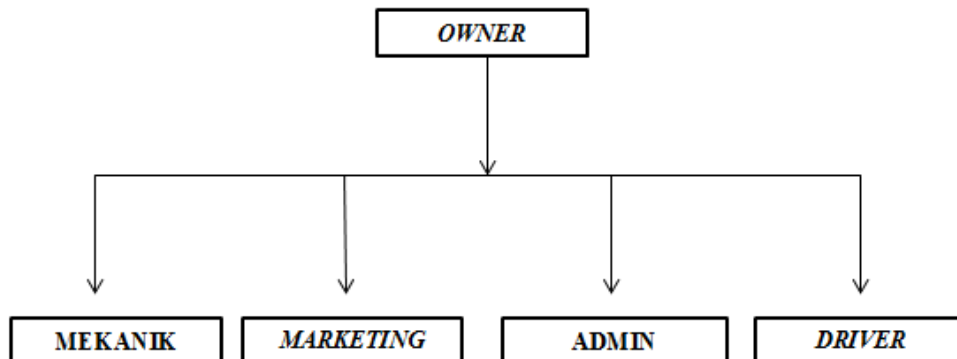 OWNER
MEKANIK
MARKETING
ADMIN
DRIVER